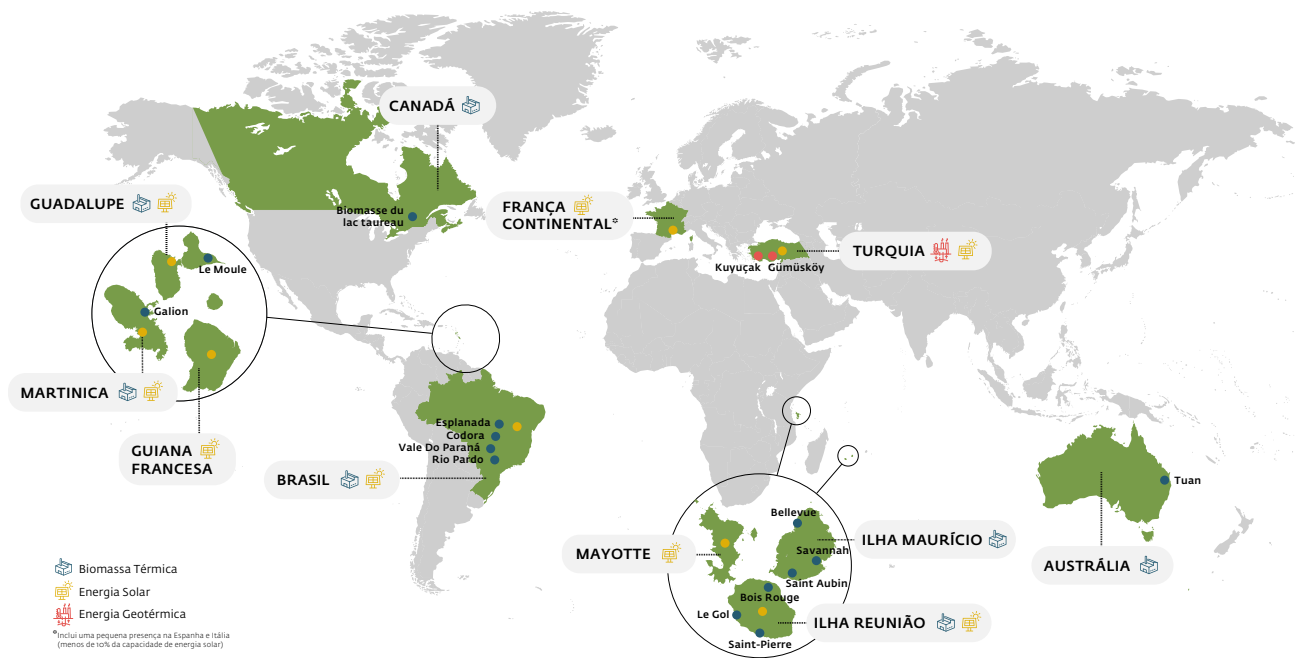 CANADÁ
GUADALUPE
Biomasse du
lac taureau
FRANÇA
CONTINENTAL*
TURQUIA
Kuyuçak
Gümüsköy
Le Moule
Galion
MARTINICA
GUIANA
FRANCESA
Esplanada
Codora
Vale Do Paraná
Rio Pardo
BRASIL
Tuan
AUSTRÁLIA
Bellevue
ILHA MAURÍCIO
MAYOTTE
Savannah
Saint Aubin
Bois Rouge
Le Gol
ILHA REUNIÃO
Saint-Pierre
Biomassa Térmica
Energia Solar
Energia Geotérmica
*Inclui uma pequena presença na Espanha e Itália
(menos de 10% da capacidade de energia solar)